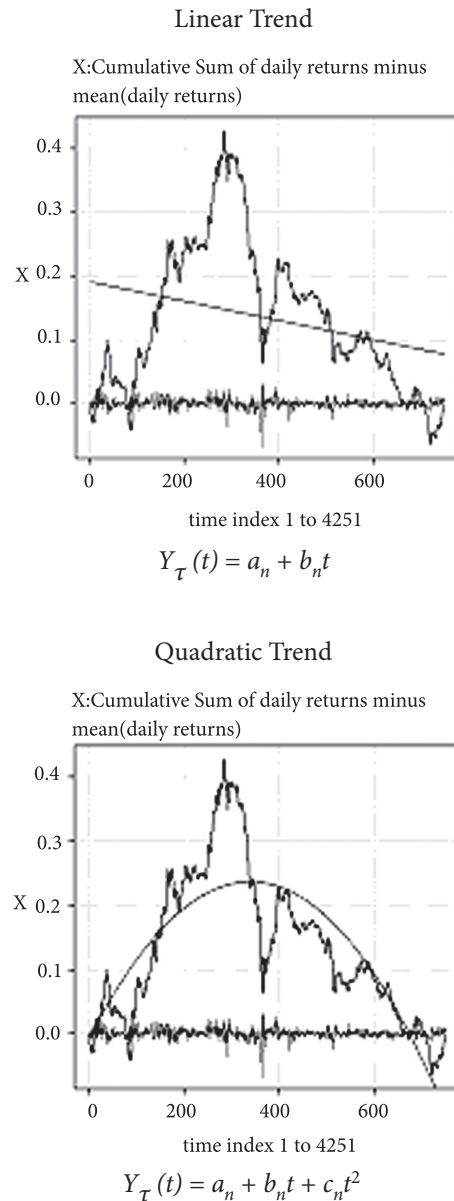 Linear Trend
X:Cumulative Sum of daily returns minus
mean(daily returns)
0.4
0.3
X 0.2
0.1
0.0
0 200 400 600
time index 1 to 4251
Y_τ (t) = a_n + b_n t
Quadratic Trend
X:Cumulative Sum of daily returns minus
mean(daily returns)
0.4
0.3
X 0.2
0.1
0.0
0 200 400 600
time index 1 to 4251
Y_τ (t) = a_n + b_n t + c_n t²